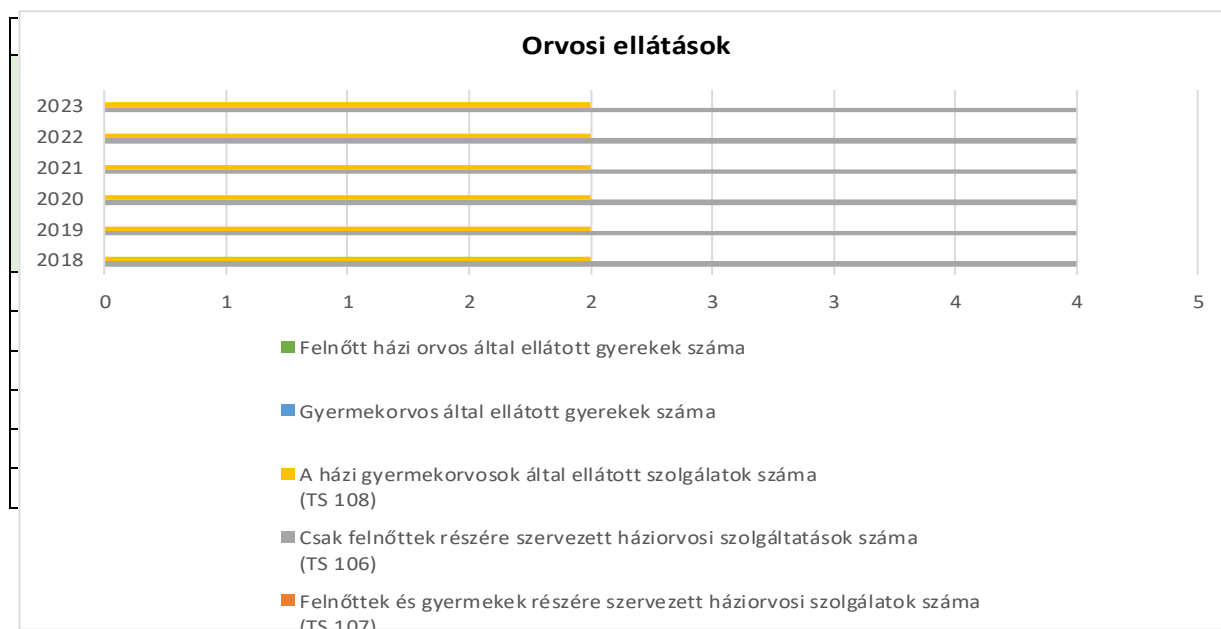 Orvosi ellátások
2023
2022
2021
2020
2019
2018
0 1 1 2 2 3 3 4 4 5
Felnőtt házi orvos által ellátott gyerekek száma
Gyermekorvos által ellátott gyerekek száma
A házi gyermekorvosok által ellátott szolgálatok száma
(TS 108)
Csak felnőttek részére szervezett háziorvosi szolgáltatások száma
(TS 106)
Felnőttek és gyermekek részére szervezett háziorvosi szolgálatok száma
(TS 107)